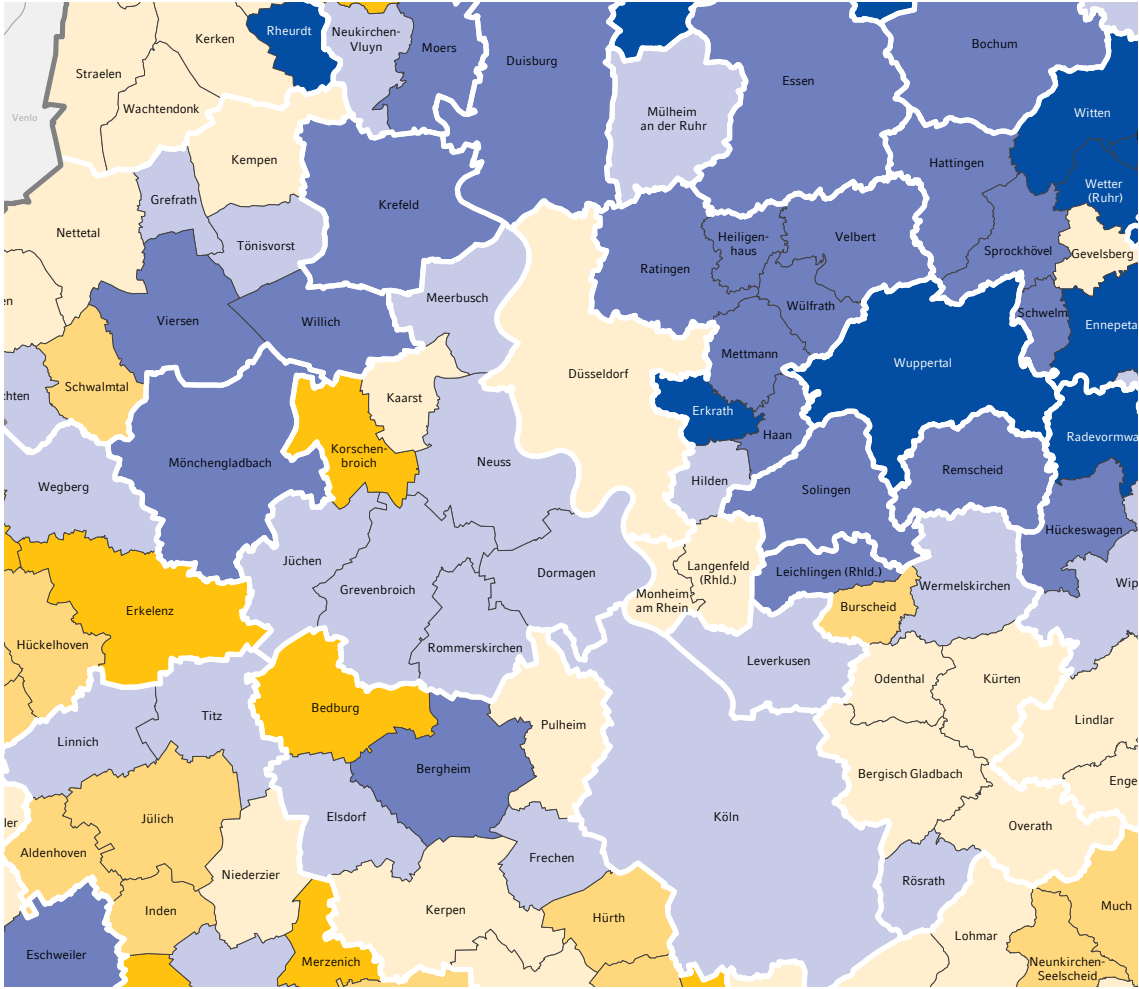 Rheurdt
Kerken
Neukirchen-
Vluyn
Moers
Duisburg
Bochum
Straelen
Essen
Wachtendonk
Venlo
Mülheim
an der Ruhr
Witten
Kempen
Hattingen
Wetter
(Ruhr)
Grefrath
Krefeld
Nettetal
Tönisvorst
Heiligen-
haus
Velbert
Sprockhövel
Gevelsberg
Ratingen
en
Meerbusch
Wülfrath
Schwelm
Viersen
Willich
Ennepeta
Mettmann
Wuppertal
Düsseldorf
Schwalmtal
chten
Kaarst
Erkrath
Haan
Radevormwa
Korschen-
broich
Mönchengladbach
Neuss
Remscheid
Wegberg
Hilden
Solingen
Hückeswagen
Jüchen
Dormagen
Langenfeld
(Rhld.)
Leichlingen (Rhld.)
Grevenbroich
Monheim
am Rhein
Wermelskirchen
Wip
Erkelenz
Burscheid
Hückelhoven
Rommerskirchen
Leverkusen
Odenthal
Kürten
Titz
Bedburg
Pulheim
Lindlar
Linnich
Bergheim
Bergisch Gladbach
Enge
Elsdorf
Köln
Jülich
ler
Overath
Aldenhoven
Frechen
Niederzier
Rösrath
Inden
Kerpen
Hürth
Much
Lohmar
Eschweiler
Merzenich
Neunkirchen-
Seelscheid